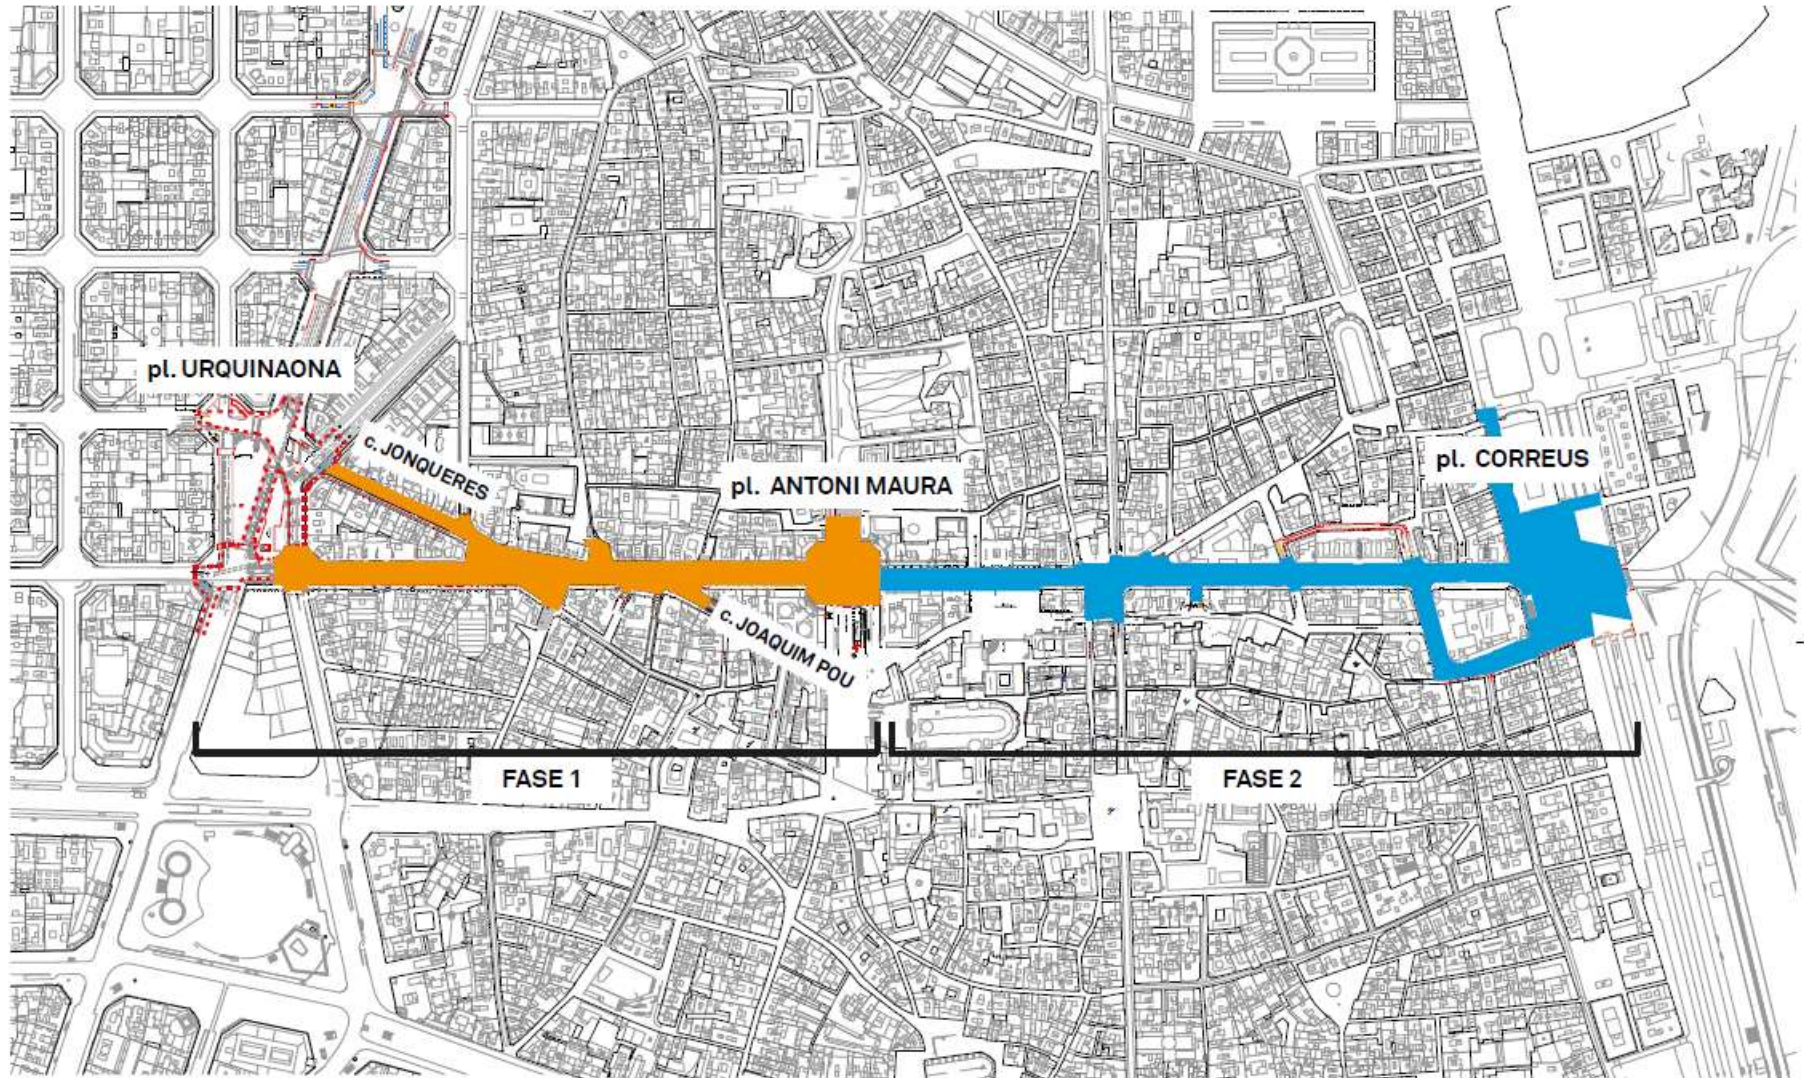 pl. URQUINAONA
c. JONQUERES
pl. ANTONI MAURA
pl. CORREUS
c. JOAQUIM POU
FASE 1
FASE 2